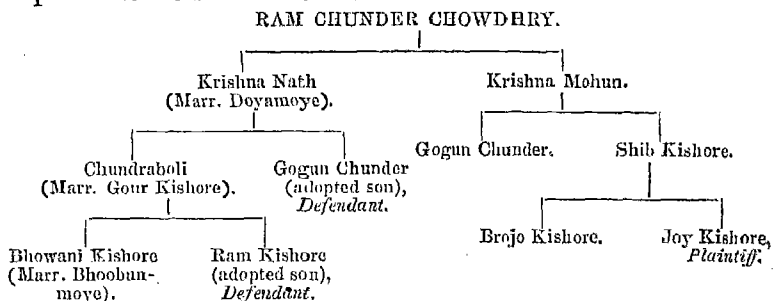 RAM CHUNDER CHOWDHRY.
Krishna Nath
(Marr. Doyamoye).
Krishna Mohun.
Chundraboli
(Marr. Gour Kishore).
Gogun Chunder
(adopted son),
Defendant.
Gogun Chunder.
Shib Kishore.
Bhowani Kishore
(Marr. Bhoobun-
moye).
Ram Kishore
(adopted son),
Defendant.
Brojo Kishore.
Joy Kishore,
Plaintiff.